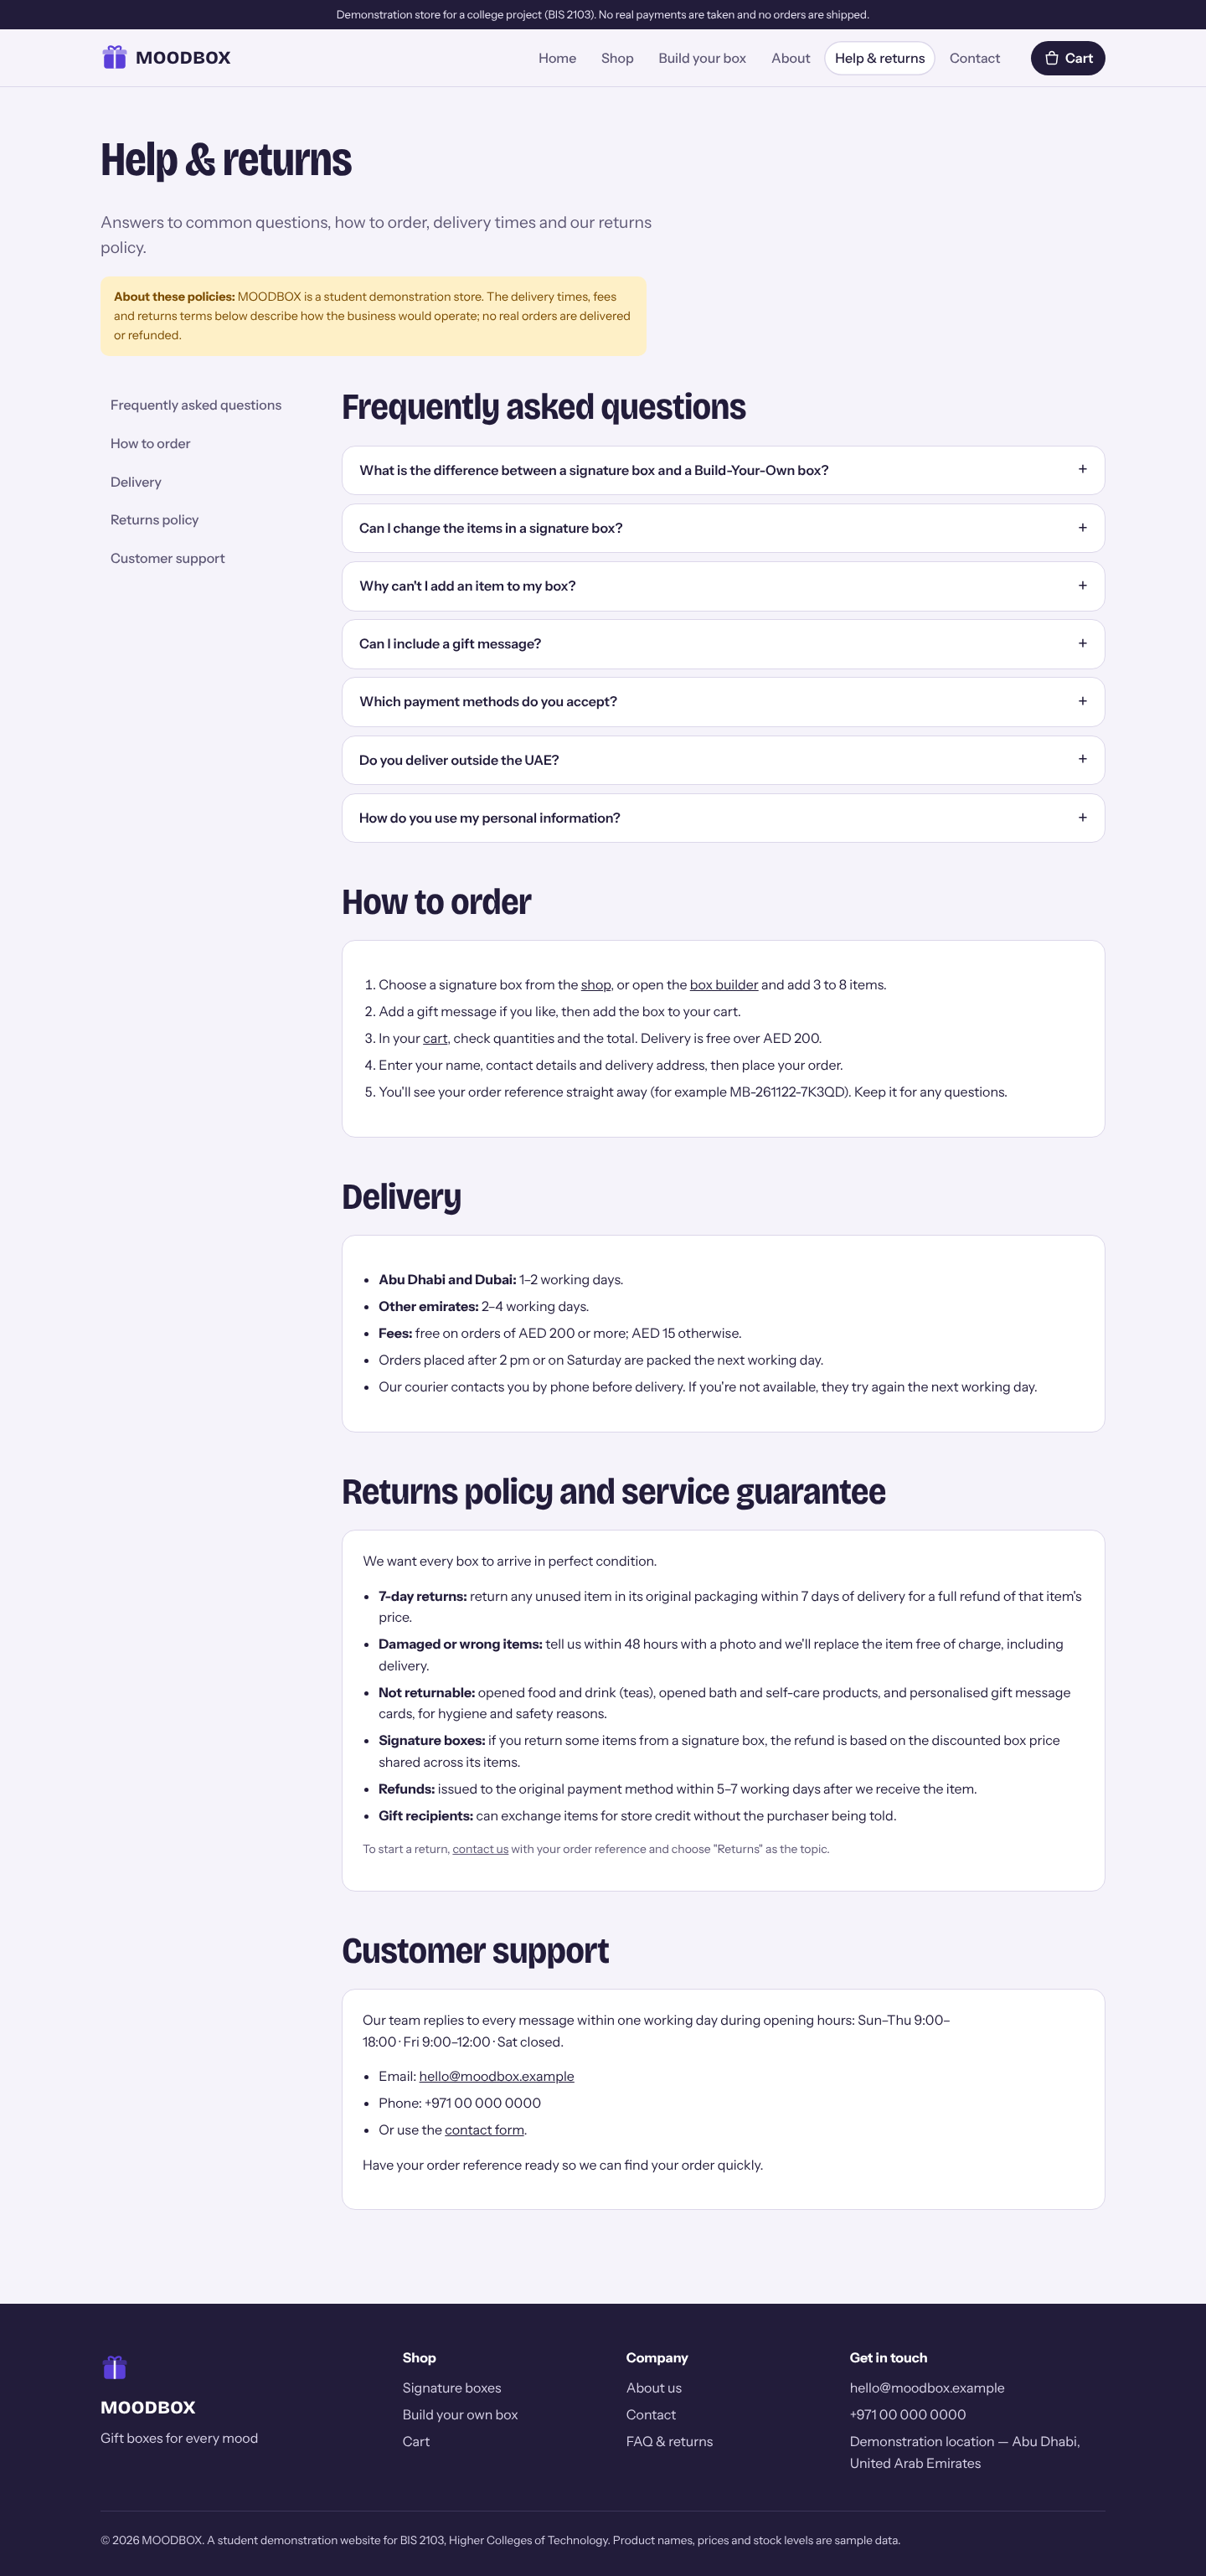 Demonstration store for a college project (BIS 2103). No real payments are taken and no orders are shipped.
MOODBOX
Home
Shop
Build your box
About
Help & returns
Contact
Cart
Help & returns
Answers to common questions, how to order, delivery times and our returns
policy.
About these policies: MOODBOX is a student demonstration store. The delivery times, fees
and returns terms below describe how the business would operate; no real orders are delivered
or refunded.
Frequently asked questions
How to order
Delivery
Returns policy
Customer support
Frequently asked questions
What is the difference between a signature box and a Build-Your-Own box? +
Can I change the items in a signature box? +
Why can't I add an item to my box? +
Can I include a gift message? +
Which payment methods do you accept? +
Do you deliver outside the UAE? +
How do you use my personal information? +
How to order
1. Choose a signature box from the shop, or open the box builder and add 3 to 8 items.
2. Add a gift message if you like, then add the box to your cart.
3. In your cart, check quantities and the total. Delivery is free over AED 200.
4. Enter your name, contact details and delivery address, then place your order.
5. You'll see your order reference straight away (for example MB-261122-7K3QD). Keep it for any questions.
Delivery
• Abu Dhabi and Dubai: 1–2 working days.
• Other emirates: 2–4 working days.
• Fees: free on orders of AED 200 or more; AED 15 otherwise.
• Orders placed after 2 pm or on Saturday are packed the next working day.
• Our courier contacts you by phone before delivery. If you're not available, they try again the next working day.
Returns policy and service guarantee
We want every box to arrive in perfect condition.
• 7-day returns: return any unused item in its original packaging within 7 days of delivery for a full refund of that item's
price.
• Damaged or wrong items: tell us within 48 hours with a photo and we'll replace the item free of charge, including
delivery.
• Not returnable: opened food and drink (teas), opened bath and self-care products, and personalised gift message
cards, for hygiene and safety reasons.
• Signature boxes: if you return some items from a signature box, the refund is based on the discounted box price
shared across its items.
• Refunds: issued to the original payment method within 5–7 working days after we receive the item.
• Gift recipients: can exchange items for store credit without the purchaser being told.
To start a return, contact us with your order reference and choose "Returns" as the topic.
Customer support
Our team replies to every message within one working day during opening hours: Sun–Thu 9:00–
18:00 · Fri 9:00–12:00 · Sat closed.
• Email: hello@moodbox.example
• Phone: +971 00 000 0000
• Or use the contact form.
Have your order reference ready so we can find your order quickly.
MOODBOX
Gift boxes for every mood
Shop
Signature boxes
Build your own box
Cart
Company
About us
Contact
FAQ & returns
Get in touch
hello@moodbox.example
+971 00 000 0000
Demonstration location — Abu Dhabi,
United Arab Emirates
© 2026 MOODBOX. A student demonstration website for BIS 2103, Higher Colleges of Technology. Product names, prices and stock levels are sample data.